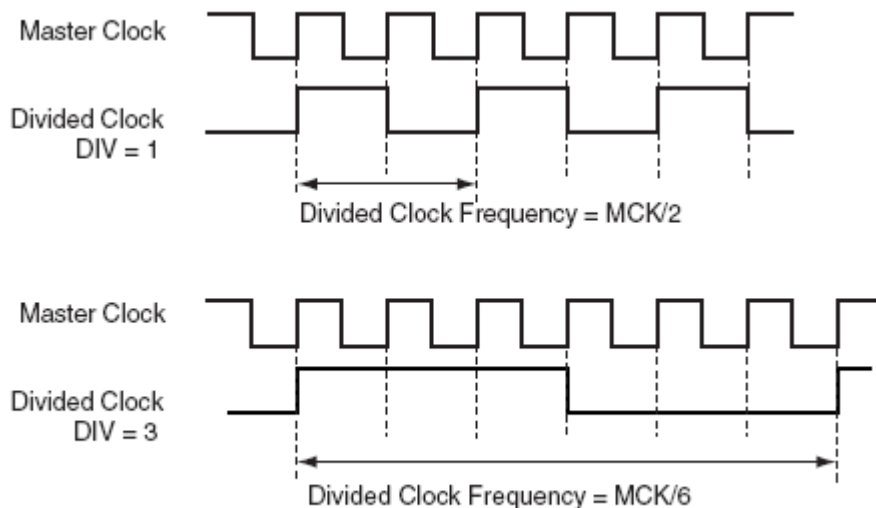 Master Clock
Divided Clock
DIV = 1
Divided Clock Frequency = MCK/2
Master Clock
Divided Clock
DIV = 3
Divided Clock Frequency = MCK/6